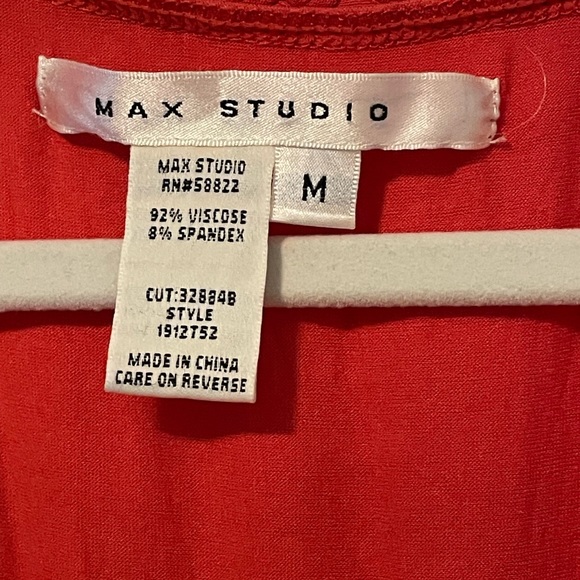 MAX STUDIO
MAX STUDIO
RN#58822
M
92% VISCOSE
8% SPANDEX
CUT:328848
STYLE
1912T52
MADE IN CHINA
CARE ON REVERSE